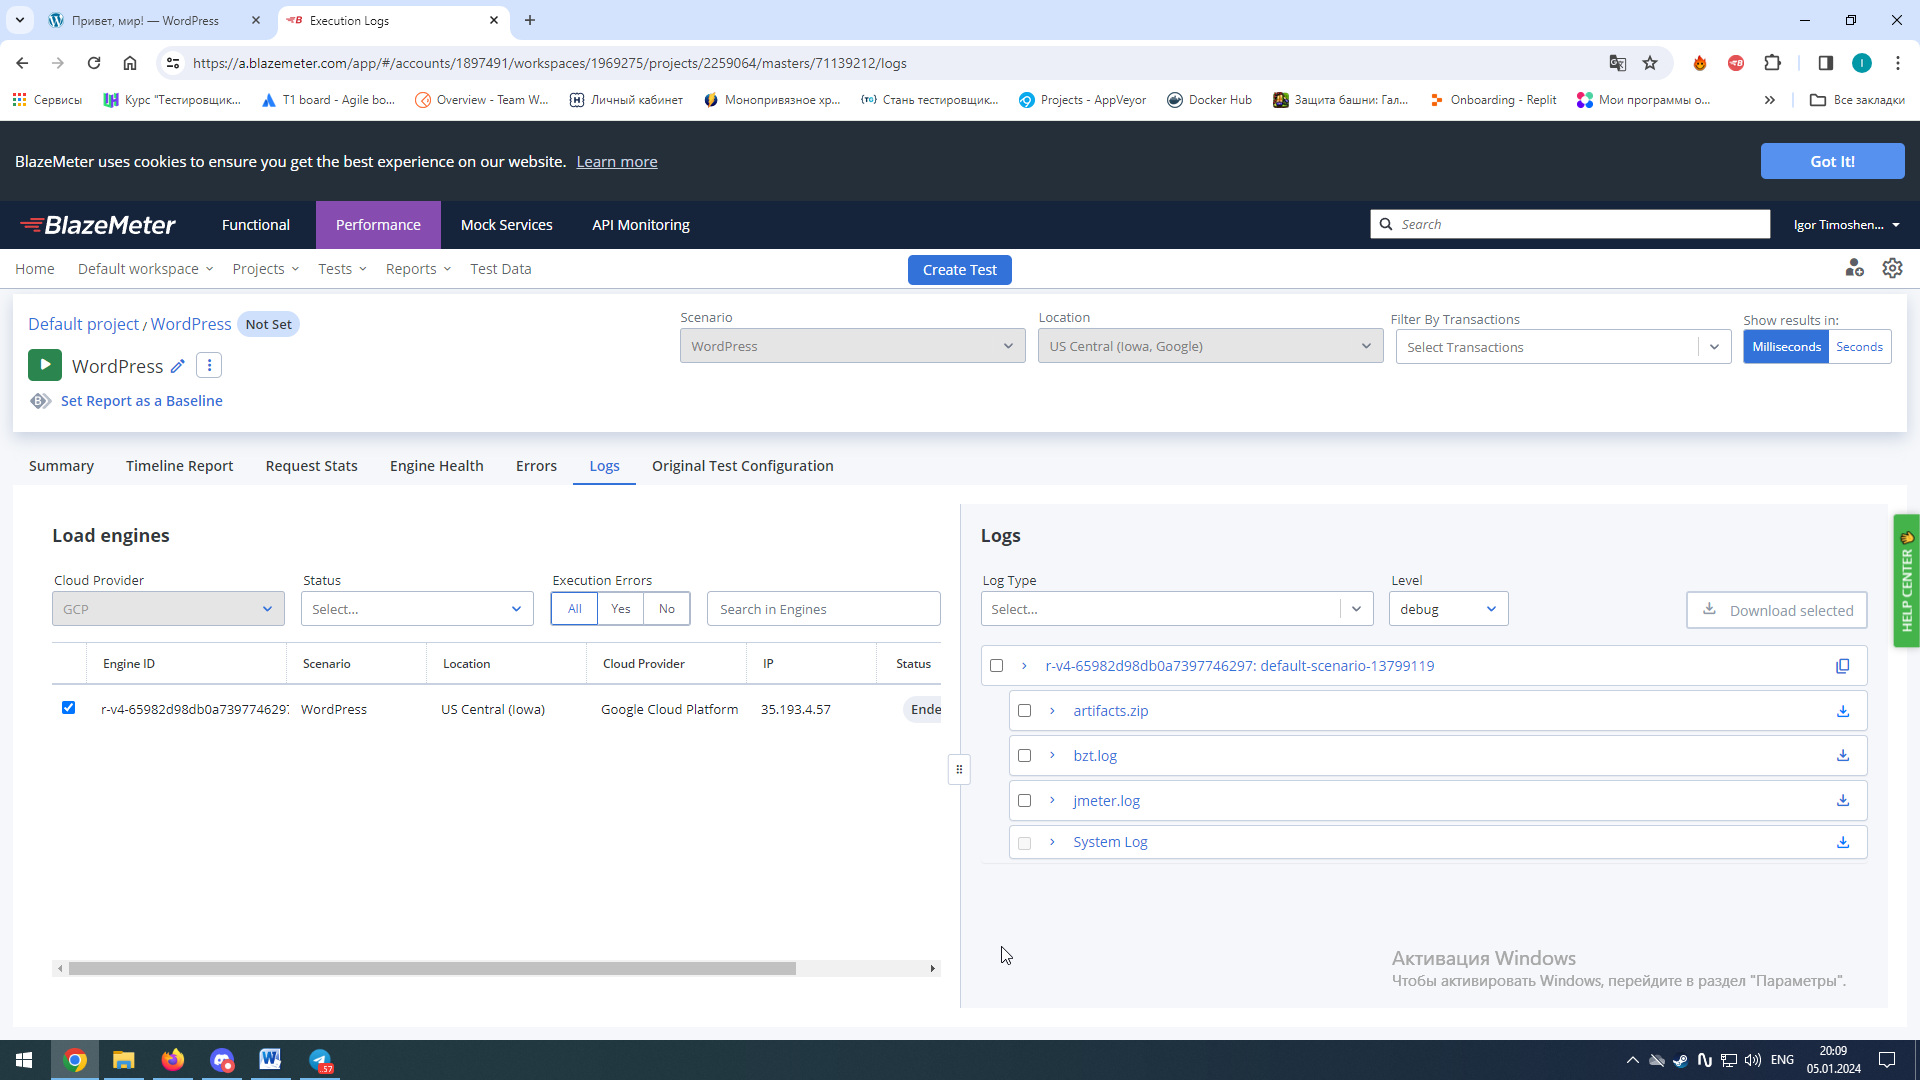 Привет, мир! — WordPress
Execution Logs
https://a.blazemeter.com/app/#/accounts/1897491/workspaces/1969275/projects/2259064/masters/71139212/logs
I
Сервисы
Курс "Тестировщик...
T1 board - Agile bo...
Overview - Team W...
Личный кабинет
Монопривязное хр...
Стань тестировщик...
Projects - AppVeyor
Docker Hub
Защита башни: Гал...
Onboarding - Replit
Мои программы о...
Все закладки
BlazeMeter uses cookies to ensure you get the best experience on our website. Learn more
Got It!
BlazeMeter
Functional
Performance
Mock Services
API Monitoring
Search
Igor Timoshen...
Home
Default workspace
Projects
Tests
Reports
Test Data
Create Test
Default project / WordPress
Not Set
WordPress
Set Report as a Baseline
Scenario
WordPress
Location
US Central (Iowa, Google)
Filter By Transactions
Select Transactions
Show results in:
Milliseconds
Seconds
Summary
Timeline Report
Request Stats
Engine Health
Errors
Logs
Original Test Configuration
Load engines
Cloud Provider
GCP
Status
Select...
Execution Errors
All
Yes
No
Search in Engines
Engine ID
Scenario
Location
Cloud Provider
IP
Status
r-v4-65982d98db0a7397746297
WordPress
US Central (Iowa)
Google Cloud Platform
35.193.4.57
Ende
Logs
Log Type
Select...
Level
debug
Download selected
r-v4-65982d98db0a7397746297: default-scenario-13799119
artifacts.zip
bzt.log
jmeter.log
System Log
HELP CENTER
Активация Windows
Чтобы активировать Windows, перейдите в раздел "Параметры".
57
ENG
20:09
05.01.2024